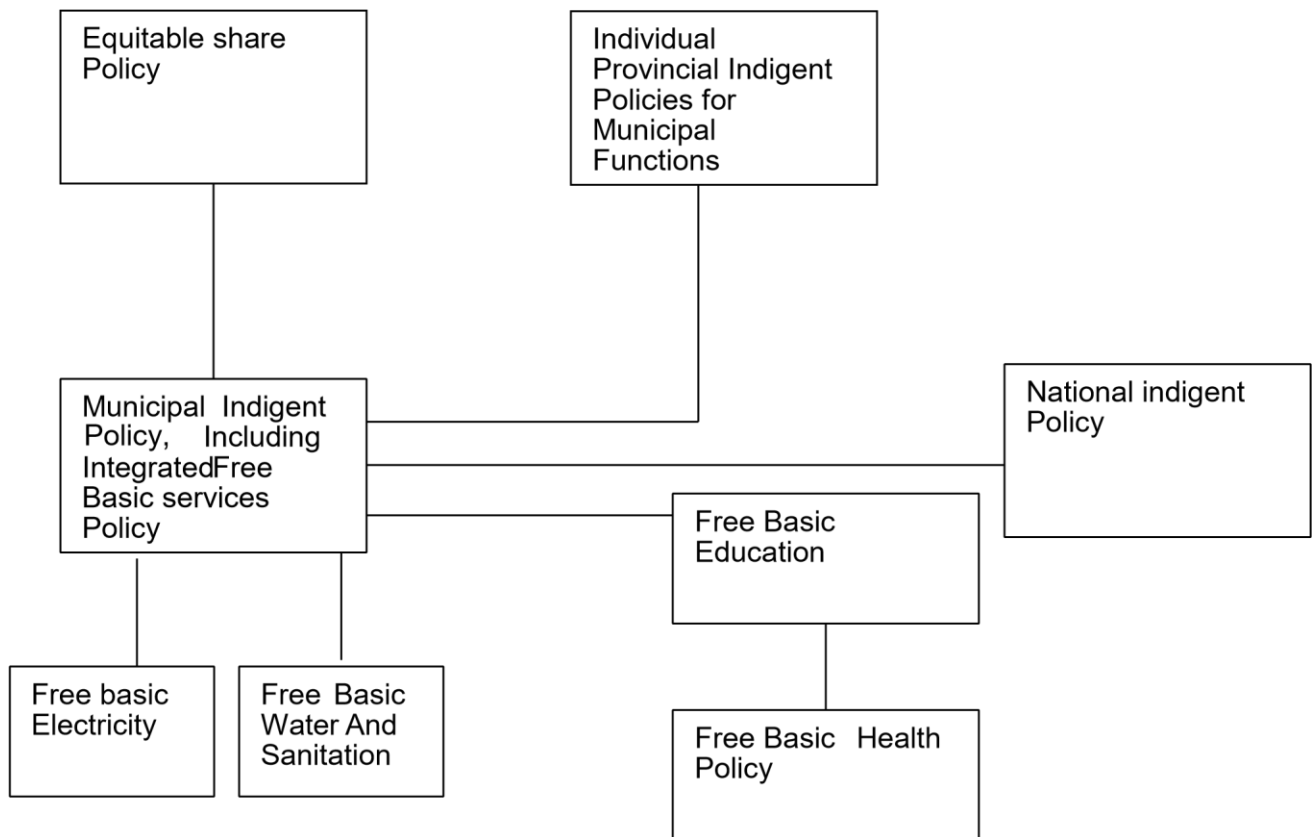 Equitable share
Policy
Individual
Provincial Indigent
Policies for
Municipal
Functions
Municipal Indigent
Policy, Including
IntegratedFree
Basic services
Policy
National indigent
Policy
Free Basic
Education
Free basic
Electricity
Free Basic
Water And
Sanitation
Free Basic Health
Policy